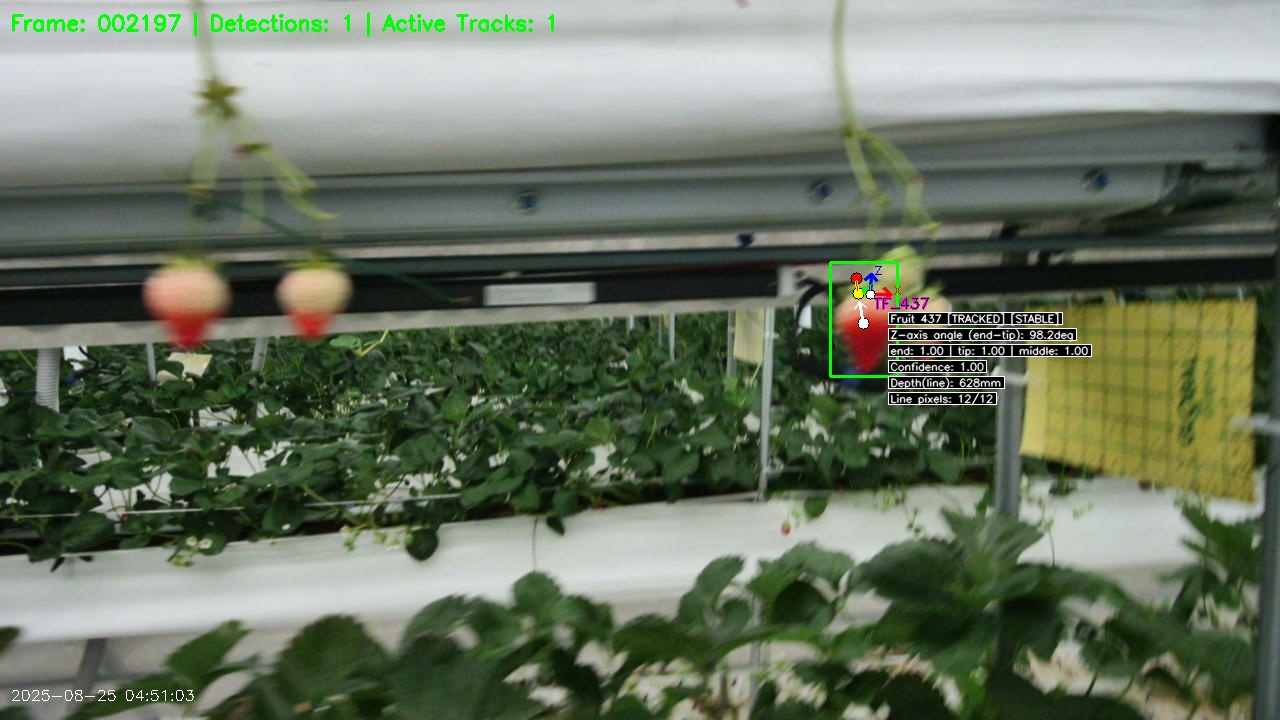 Frame: 002197 | Detections: 1 | Active Tracks: 1
Z
X
TF_437
Fruit 437 [TRACKED] [STABLE]
Z-axis angle (end-tip): 98.2deg
end: 1.00 | tip: 1.00 | middle: 1.00
Confidence: 1.00
Depth(line): 628mm
Line pixels: 12/12
2025-08-25 04:51:03